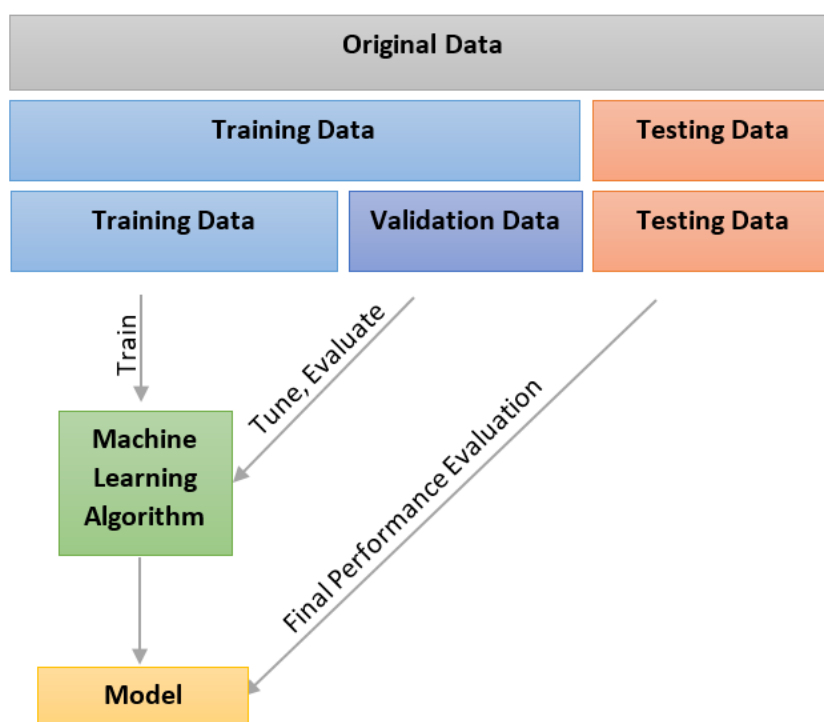 Original Data
Training Data
Testing Data
Training Data
Validation Data
Testing Data
Train
Tune, Evaluate
Final Performance Evaluation
Machine
Learning
Algorithm
Model